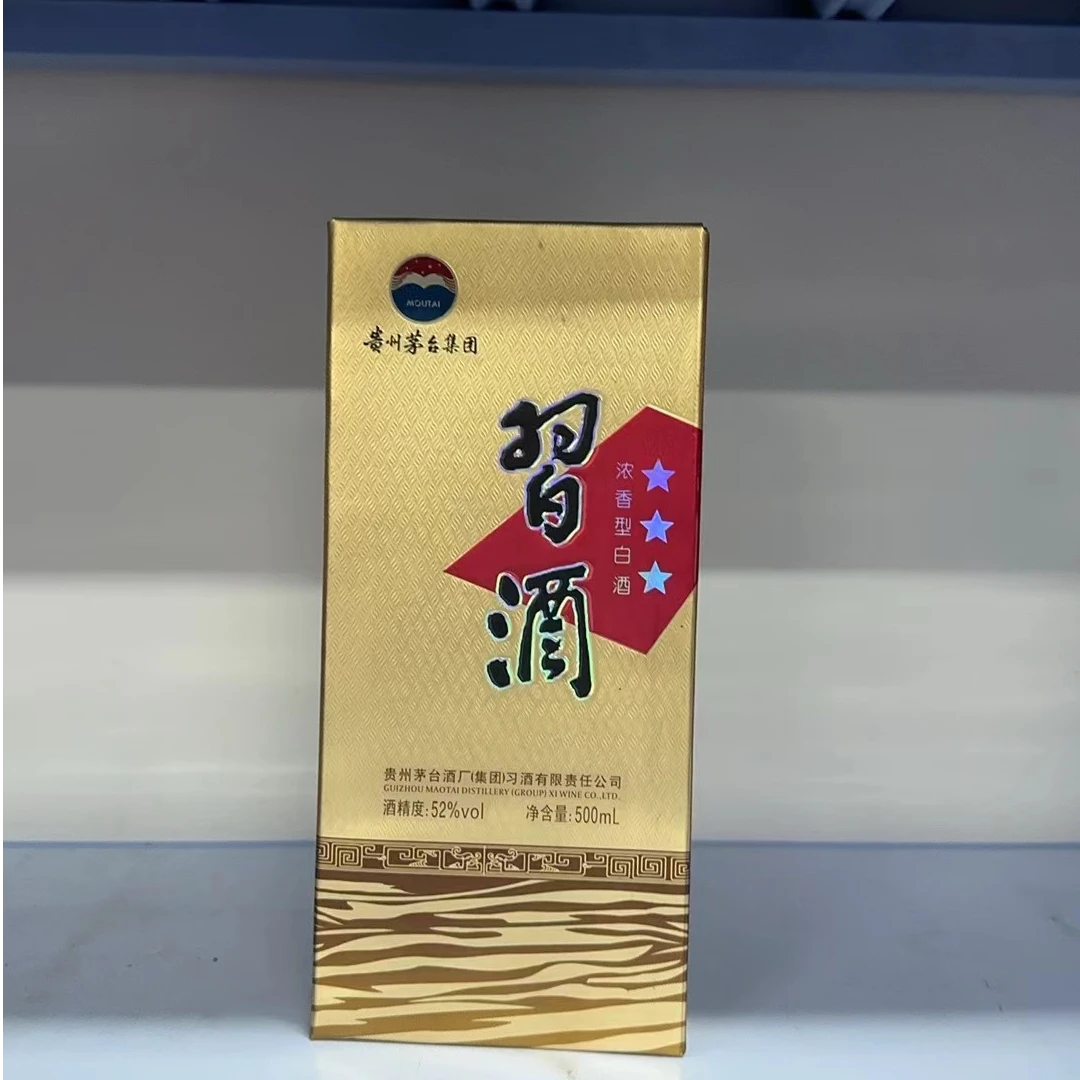 MOUTAI
贵州茅台集团
習酒
浓香型白酒
贵州茅台酒厂(集团)习酒有限责任公司
GUIZHOU MAOTAI DISTILLERY (GROUP) XI WINE CO.,LTD.
酒精度:52%vol 净含量:500mL